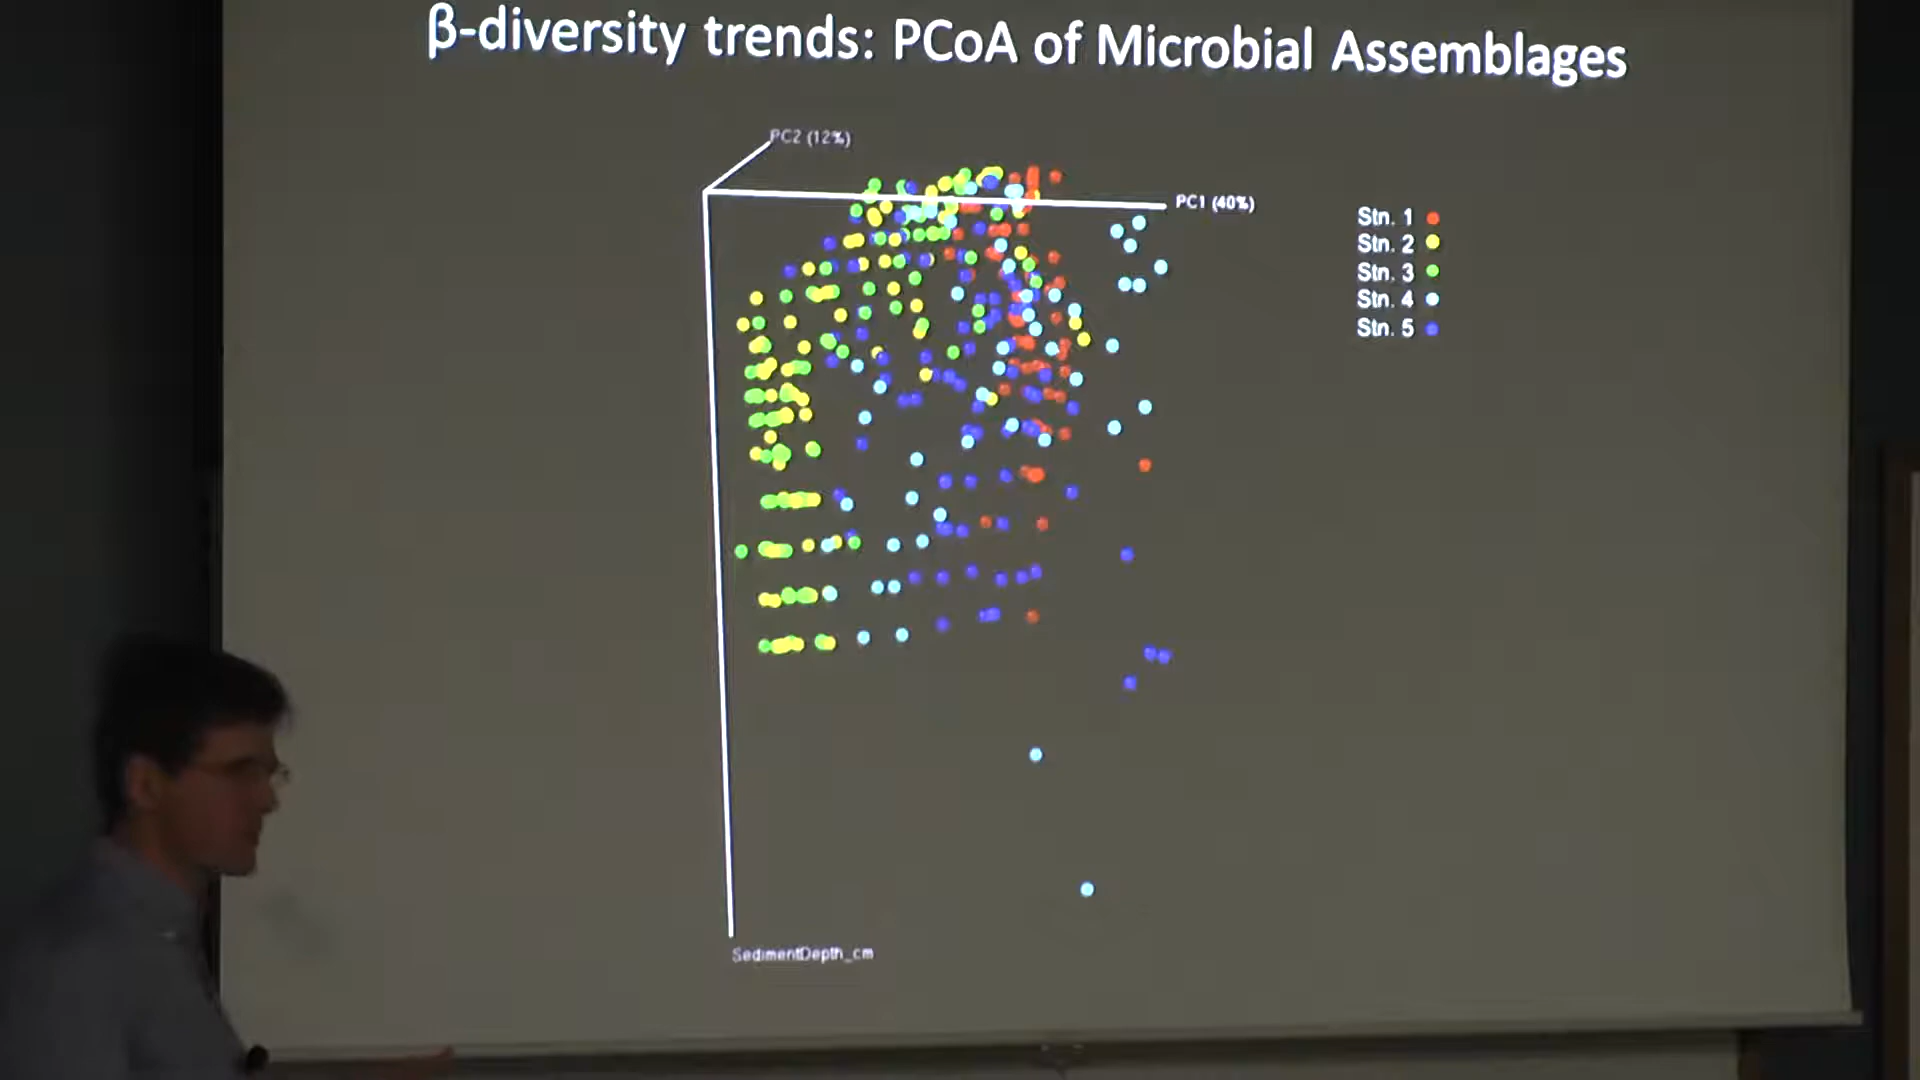 β-diversity trends: PCoA of Microbial Assemblages
PC2 (12%)
PC1 (40%)
Stn. 1
Stn. 2
Stn. 3
Stn. 4
Stn. 5
SedimentDepth_cm